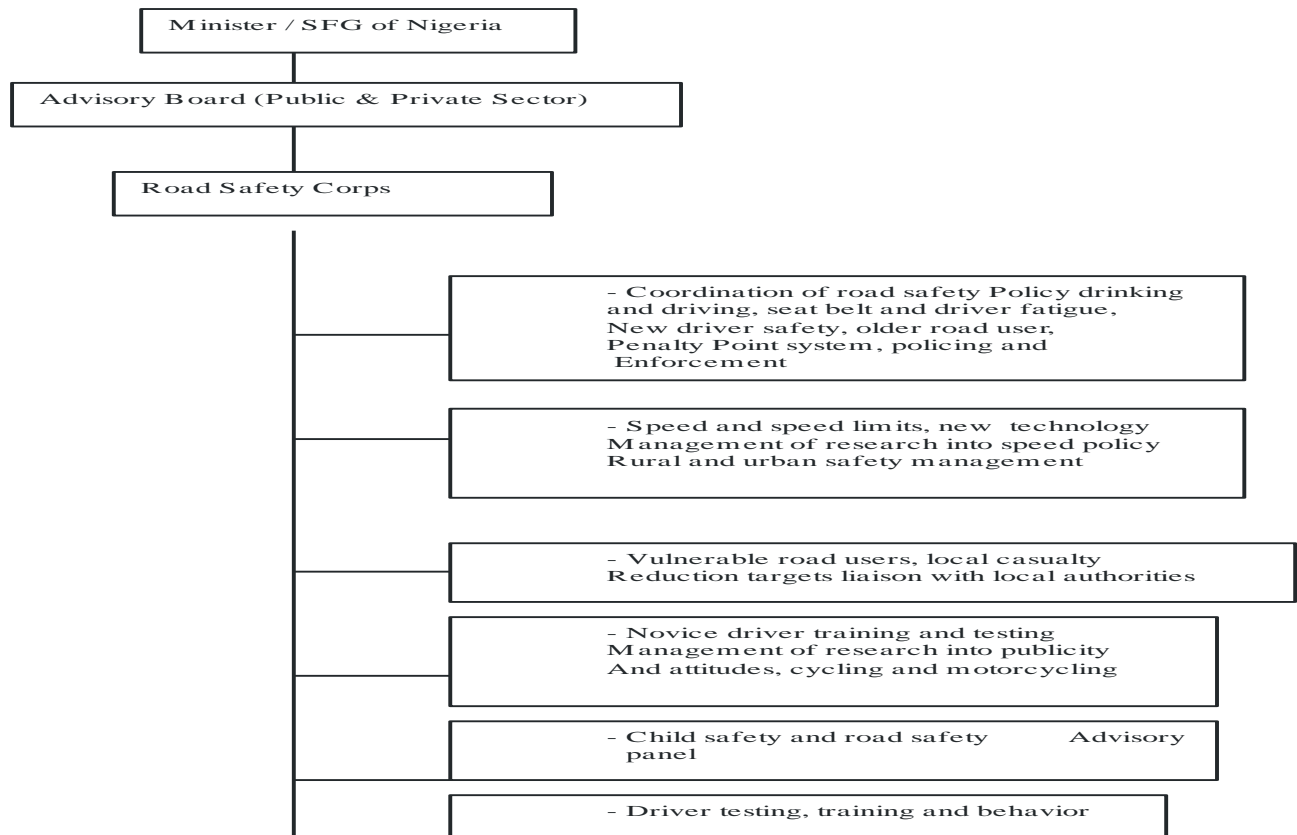 Minister / SFG of Nigeria
Advisory Board (Public & Private Sector)
Road Safety Corps
- Coordination of road safety Policy drinking
and driving, seat belt and driver fatigue,
New driver safety, older road user,
Penalty Point system, policing and
Enforcement
- Speed and speed limits, new technology
Management of research into speed policy
Rural and urban safety management
- Vulnerable road users, local casualty
Reduction targets liaison with local authorities
- Novice driver training and testing
Management of research into publicity
And attitudes, cycling and motorcycling
- Child safety and road safety Advisory
panel
- Driver testing, training and behavior